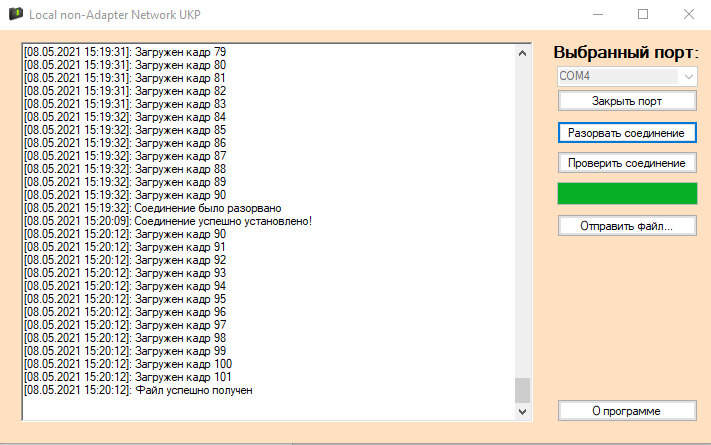 Local non-Adapter Network UKP
[08.05.2021 15:19:31]: Загружен кадр 79
[08.05.2021 15:19:31]: Загружен кадр 80
[08.05.2021 15:19:31]: Загружен кадр 81
[08.05.2021 15:19:31]: Загружен кадр 82
[08.05.2021 15:19:31]: Загружен кадр 83
[08.05.2021 15:19:32]: Загружен кадр 84
[08.05.2021 15:19:32]: Загружен кадр 85
[08.05.2021 15:19:32]: Загружен кадр 86
[08.05.2021 15:19:32]: Загружен кадр 87
[08.05.2021 15:19:32]: Загружен кадр 88
[08.05.2021 15:19:32]: Загружен кадр 89
[08.05.2021 15:19:32]: Загружен кадр 90
[08.05.2021 15:19:32]: Соединение было разорвано
[08.05.2021 15:20:09]: Соединение успешно установлено!
[08.05.2021 15:20:12]: Загружен кадр 90
[08.05.2021 15:20:12]: Загружен кадр 91
[08.05.2021 15:20:12]: Загружен кадр 92
[08.05.2021 15:20:12]: Загружен кадр 93
[08.05.2021 15:20:12]: Загружен кадр 94
[08.05.2021 15:20:12]: Загружен кадр 95
[08.05.2021 15:20:12]: Загружен кадр 96
[08.05.2021 15:20:12]: Загружен кадр 97
[08.05.2021 15:20:12]: Загружен кадр 98
[08.05.2021 15:20:12]: Загружен кадр 99
[08.05.2021 15:20:12]: Загружен кадр 100
[08.05.2021 15:20:12]: Загружен кадр 101
[08.05.2021 15:20:12]: Файл успешно получен
Выбранный порт:
COM4
Закрыть порт
Разорвать соединение
Проверить соединение
Отправить файл...
О программе